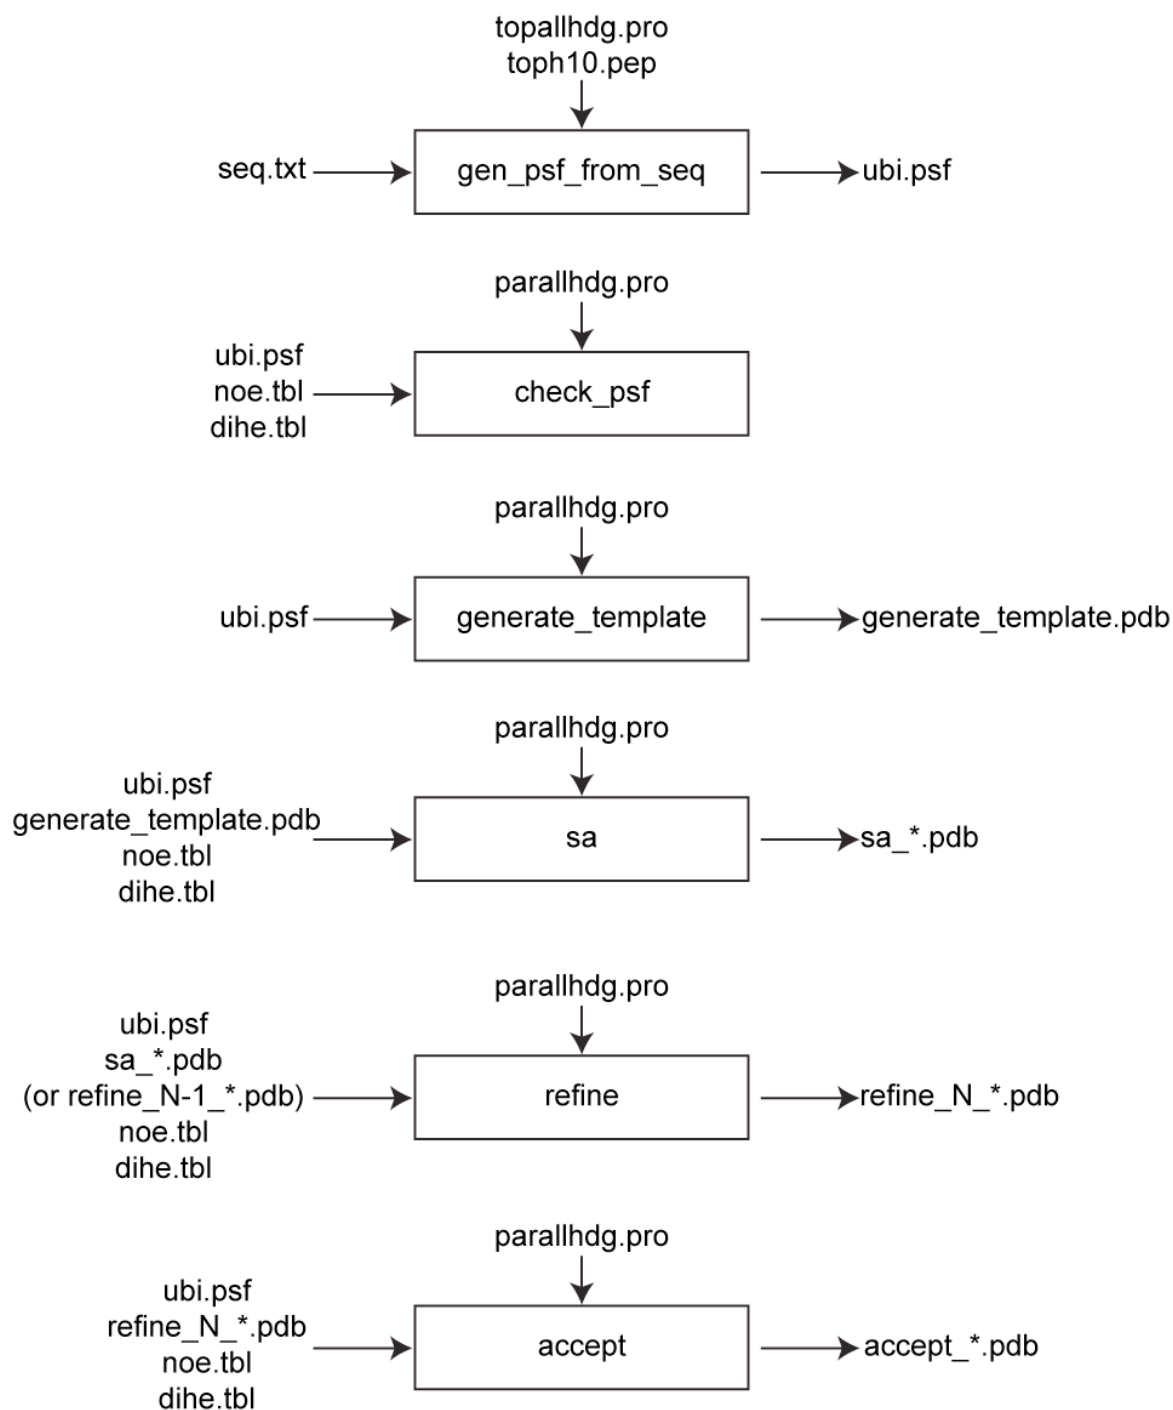 topallhdg.pro
toph10.pep
seq.txt
gen_psf_from_seq
ubi.psf
parallhdg.pro
ubi.psf
noe.tbl
dihe.tbl
check_psf
parallhdg.pro
ubi.psf
generate_template
generate_template.pdb
parallhdg.pro
ubi.psf
generate_template.pdb
noe.tbl
dihe.tbl
sa
sa_*.pdb
parallhdg.pro
ubi.psf
sa_*.pdb
(or refine_N-1_*.pdb)
noe.tbl
dihe.tbl
refine
refine_N_*.pdb
parallhdg.pro
ubi.psf
refine_N_*.pdb
noe.tbl
dihe.tbl
accept
accept_*.pdb